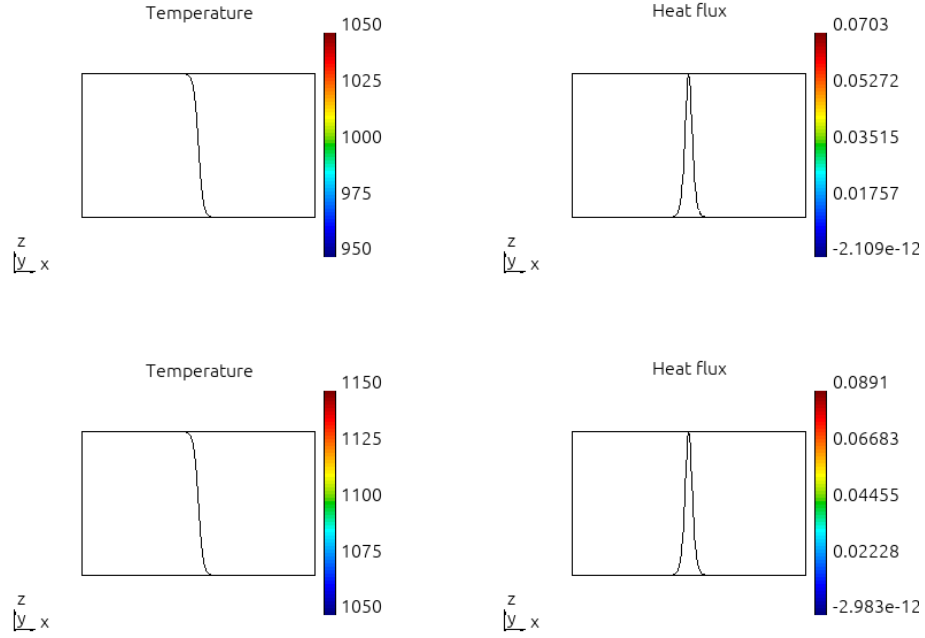 Temperature
1050
1025
1000
975
950
z
y x
Heat flux
0.0703
0.05272
0.03515
0.01757
-2.109e-12
z
y x
Temperature
1150
1125
1100
1075
1050
z
y x
Heat flux
0.0891
0.06683
0.04455
0.02228
-2.983e-12
z
y x